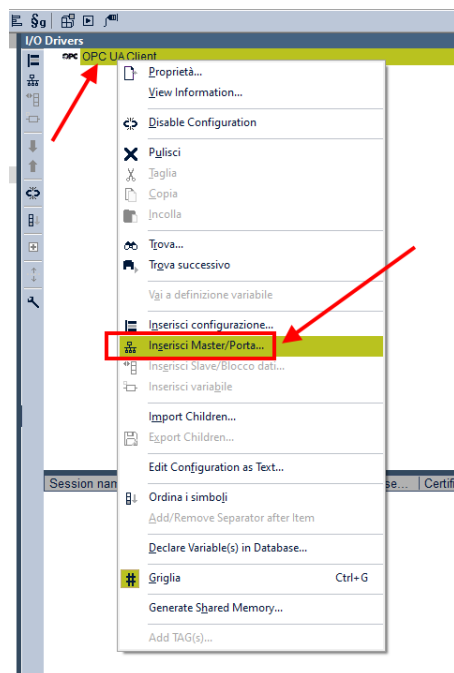 I/O Drivers
OPC OPC UA Client
Proprietà...
View Information...
Disable Configuration
Pulisci
Taglia
Copia
Incolla
Trova...
Trova successivo
Vai a definizione variabile
Inserisci configurazione...
Inserisci Master/Porta...
Inserisci Slave/Blocco dati...
Inserisci variabile
Import Children...
Export Children...
Edit Configuration as Text...
Session nam
se...
Certifi
Ordina i simboli
Add/Remove Separator after Item
Declare Variable(s) in Database...
Griglia Ctrl+G
Generate Shared Memory...
Add TAG(s)...